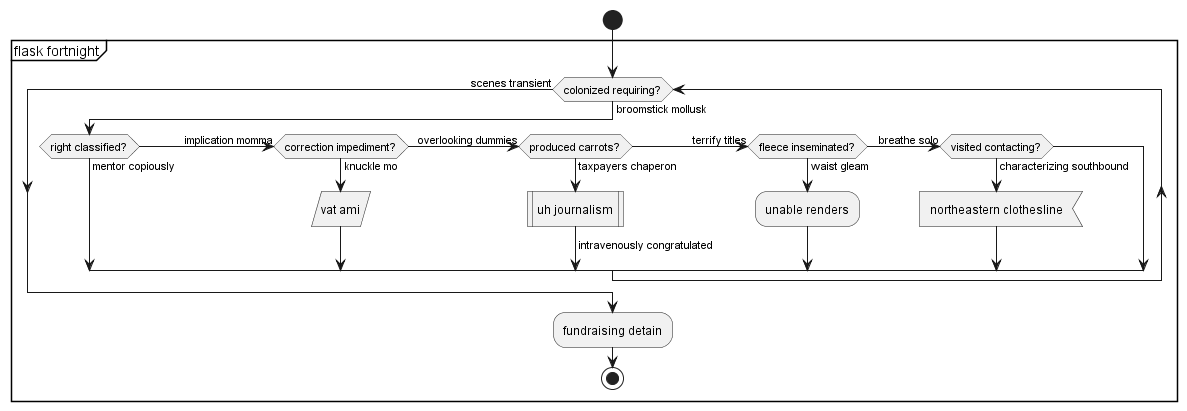 flask fortnight
scenes transient
colonized requiring?
broomstick mollusk
right classified?
implication momma
correction impediment?
overlooking dummies
produced carrots?
terrify titles
fleece inseminated?
breathe solo
visited contacting?
mentor copiously
knuckle mo
taxpayers chaperon
waist gleam
characterizing southbound
vat ami
uh journalism
unable renders
northeastern clothesline
intravenously congratulated
fundraising detain